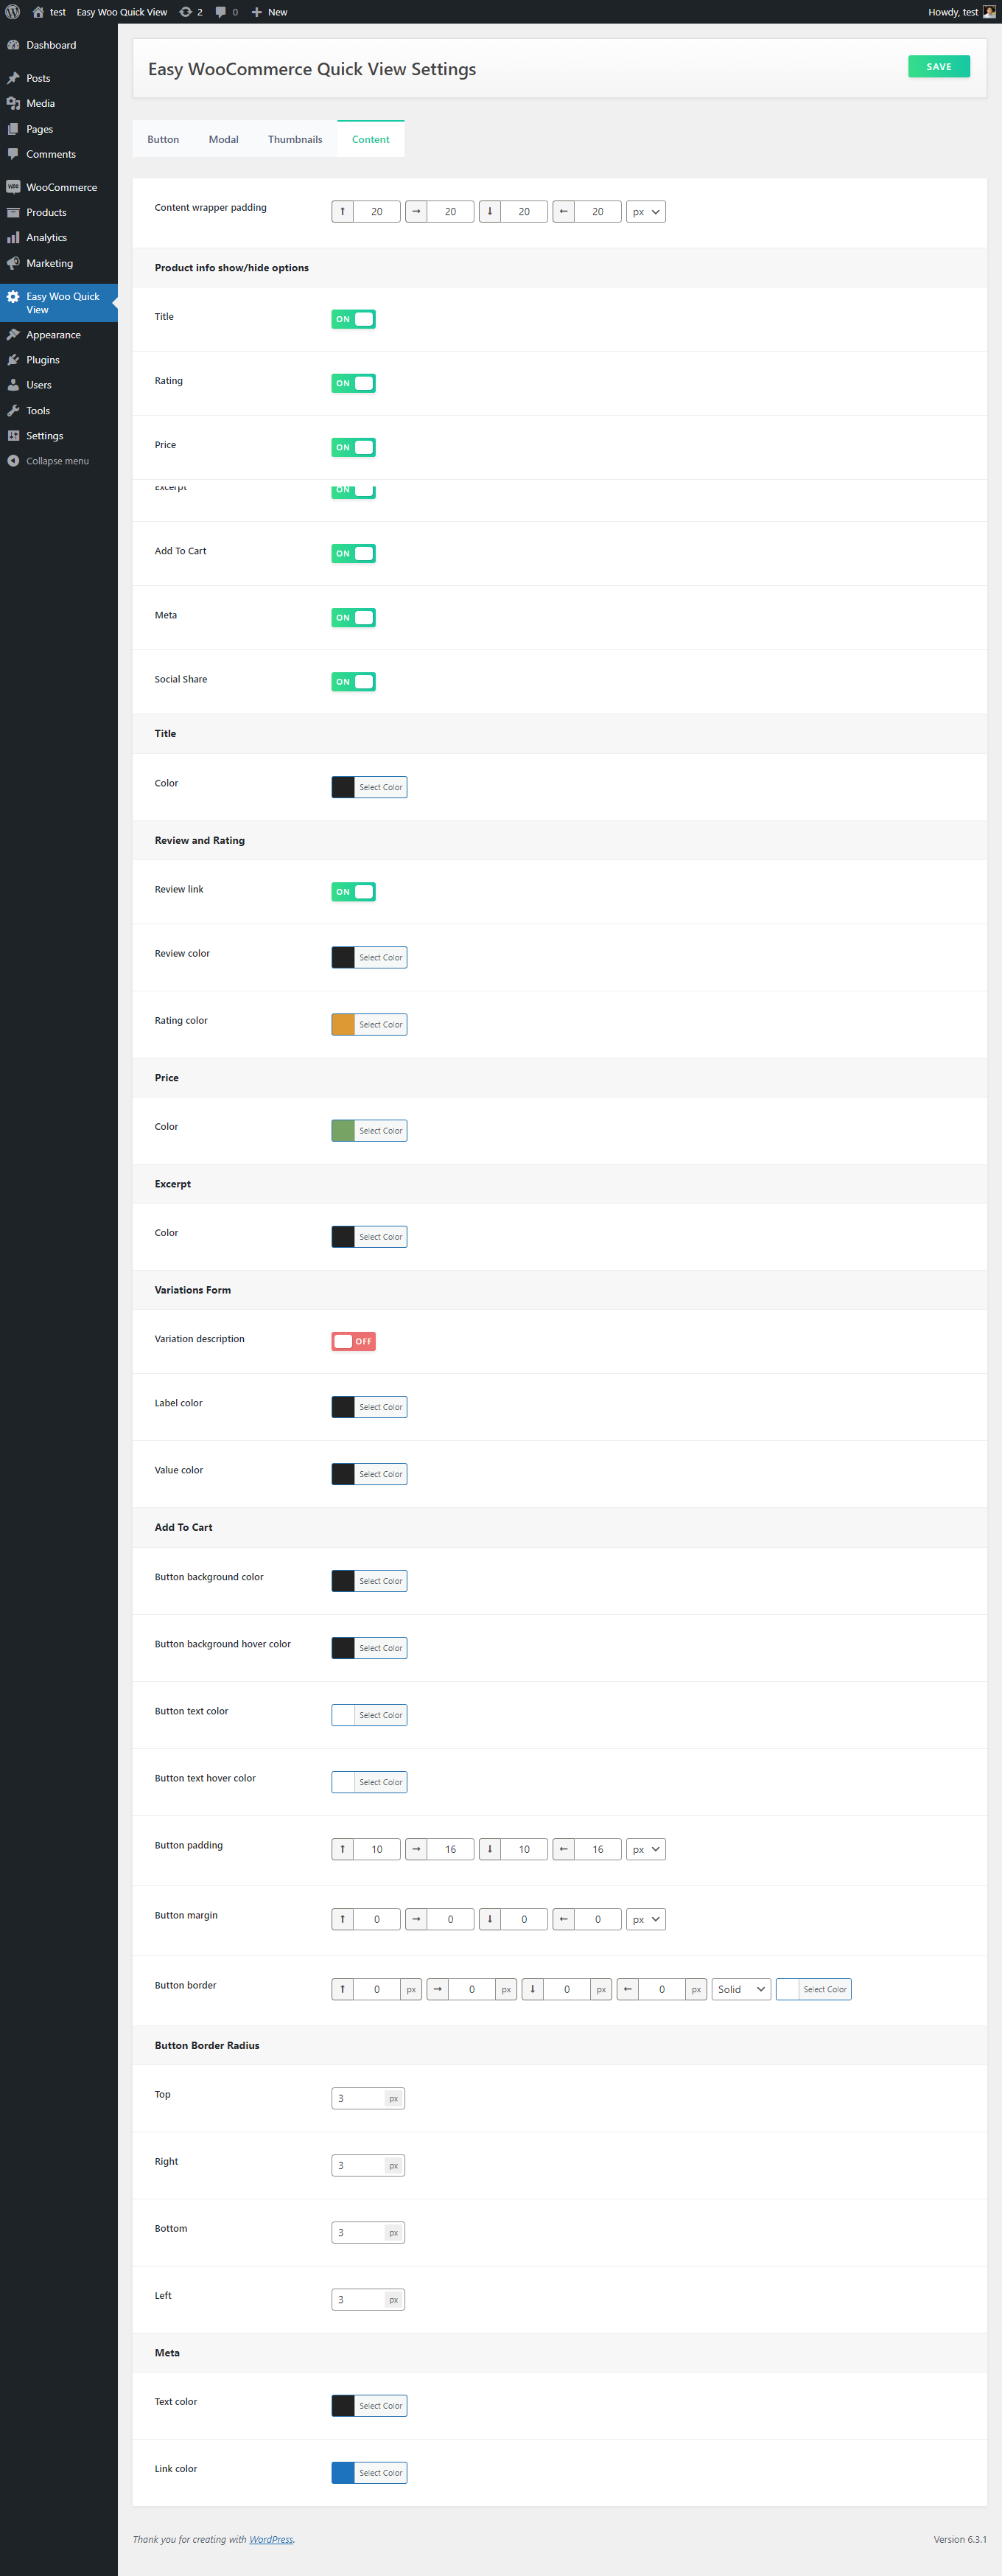 test Easy Woo Quick View 2 0 New Howdy, test
Dashboard
Posts
Media
Pages
Comments
WooCommerce
Products
Analytics
Marketing
Easy Woo Quick
View
Appearance
Plugins
Users
Tools
Settings
Collapse menu
Easy WooCommerce Quick View Settings SAVE
Button Modal Thumbnails Content
Content wrapper padding 20 20 20 20 px
Product info show/hide options
Title ON
Rating ON
Price ON
Excerpt ON
Add To Cart ON
Meta ON
Social Share ON
Title
Color Select Color
Review and Rating
Review link ON
Review color Select Color
Rating color Select Color
Price
Color Select Color
Excerpt
Color Select Color
Variations Form
Variation description OFF
Label color Select Color
Value color Select Color
Add To Cart
Button background color Select Color
Button background hover color Select Color
Button text color Select Color
Button text hover color Select Color
Button padding 10 16 10 16 px
Button margin 0 0 0 0 px
Button border 0 px 0 px 0 px 0 px Solid Select Color
Button Border Radius
Top 3 px
Right 3 px
Bottom 3 px
Left 3 px
Meta
Text color Select Color
Link color Select Color
Thank you for creating with WordPress. Version 6.3.1